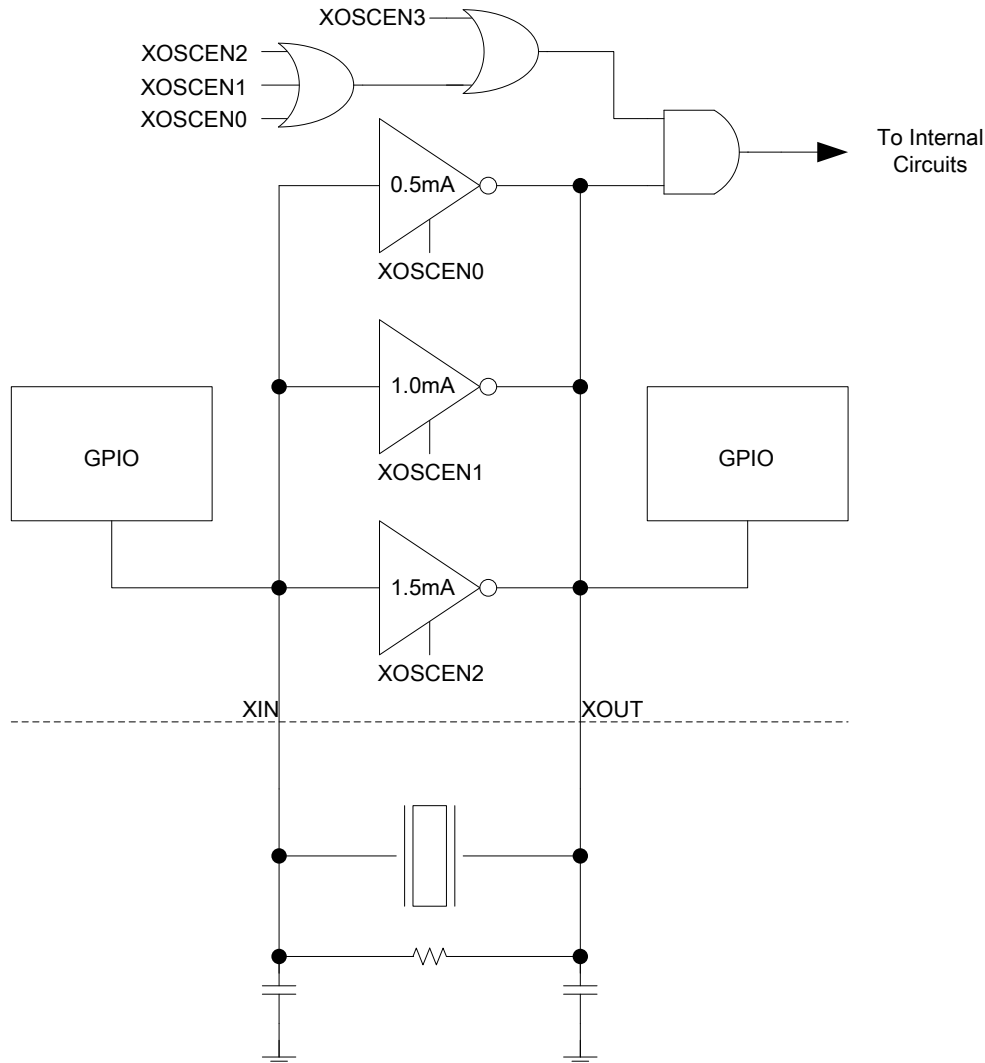 XOSCEN3
XOSCEN2
XOSCEN1
XOSCEN0
To Internal
Circuits
0.5mA
XOSCEN0
1.0mA
XOSCEN1
GPIO
GPIO
1.5mA
XOSCEN2
XIN
XOUT